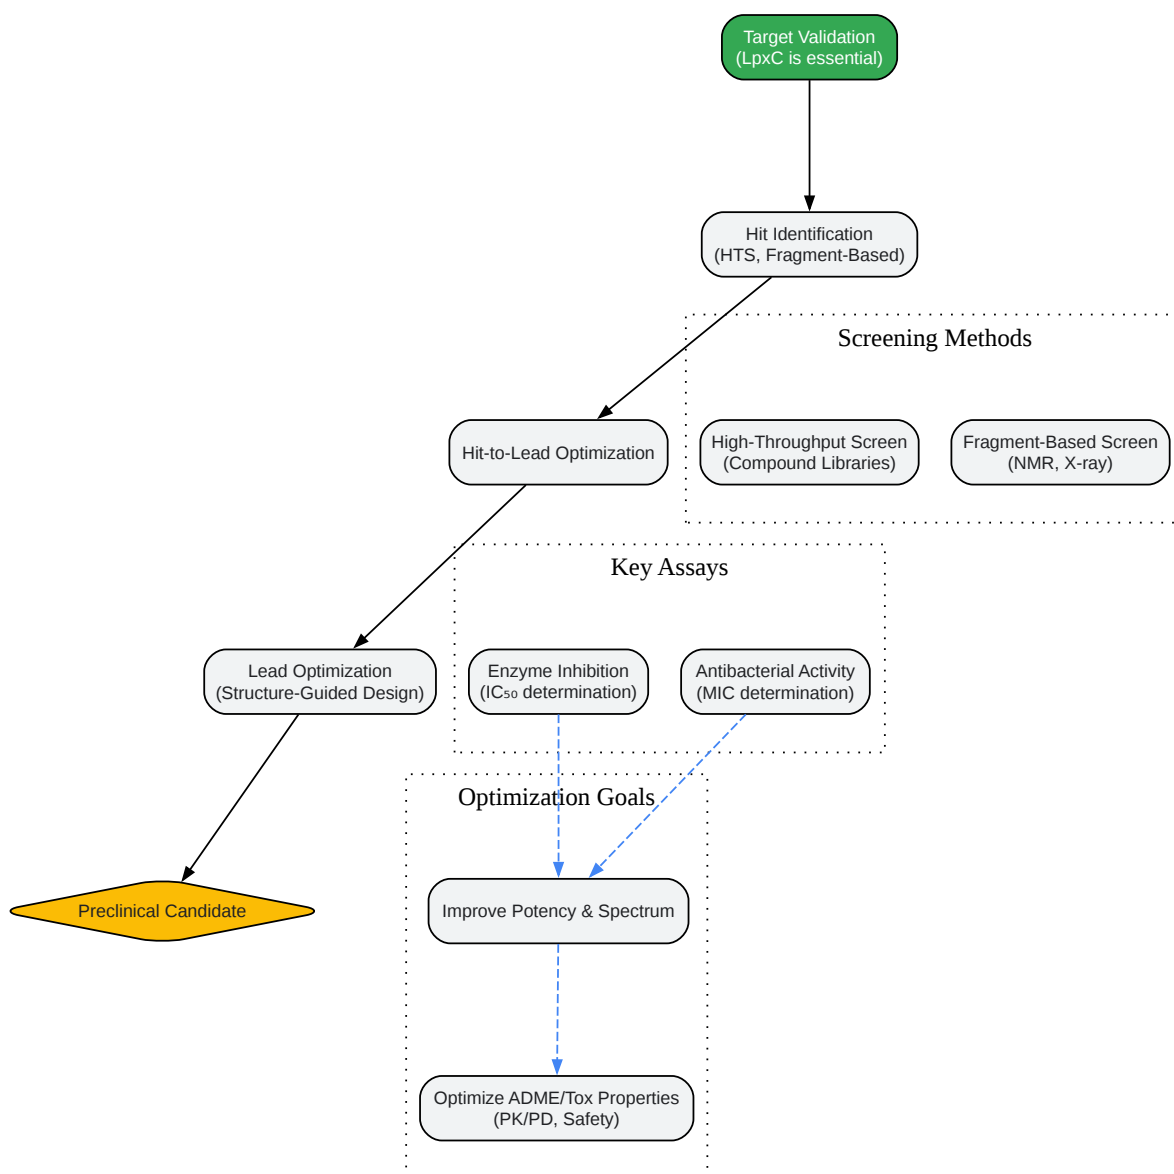 Target Validation
(LpxC is essential)
Hit Identification
(HTS, Fragment-Based)
Screening Methods
Hit-to-Lead Optimization
High-Throughput Screen
(Compound Libraries)
Fragment-Based Screen
(NMR, X-ray)
Key Assays
Lead Optimization
(Structure-Guided Design)
Enzyme Inhibition
(IC₅₀ determination)
Antibacterial Activity
(MIC determination)
Optimization Goals
Preclinical Candidate
Improve Potency & Spectrum
Optimize ADME/Tox Properties
(PK/PD, Safety)